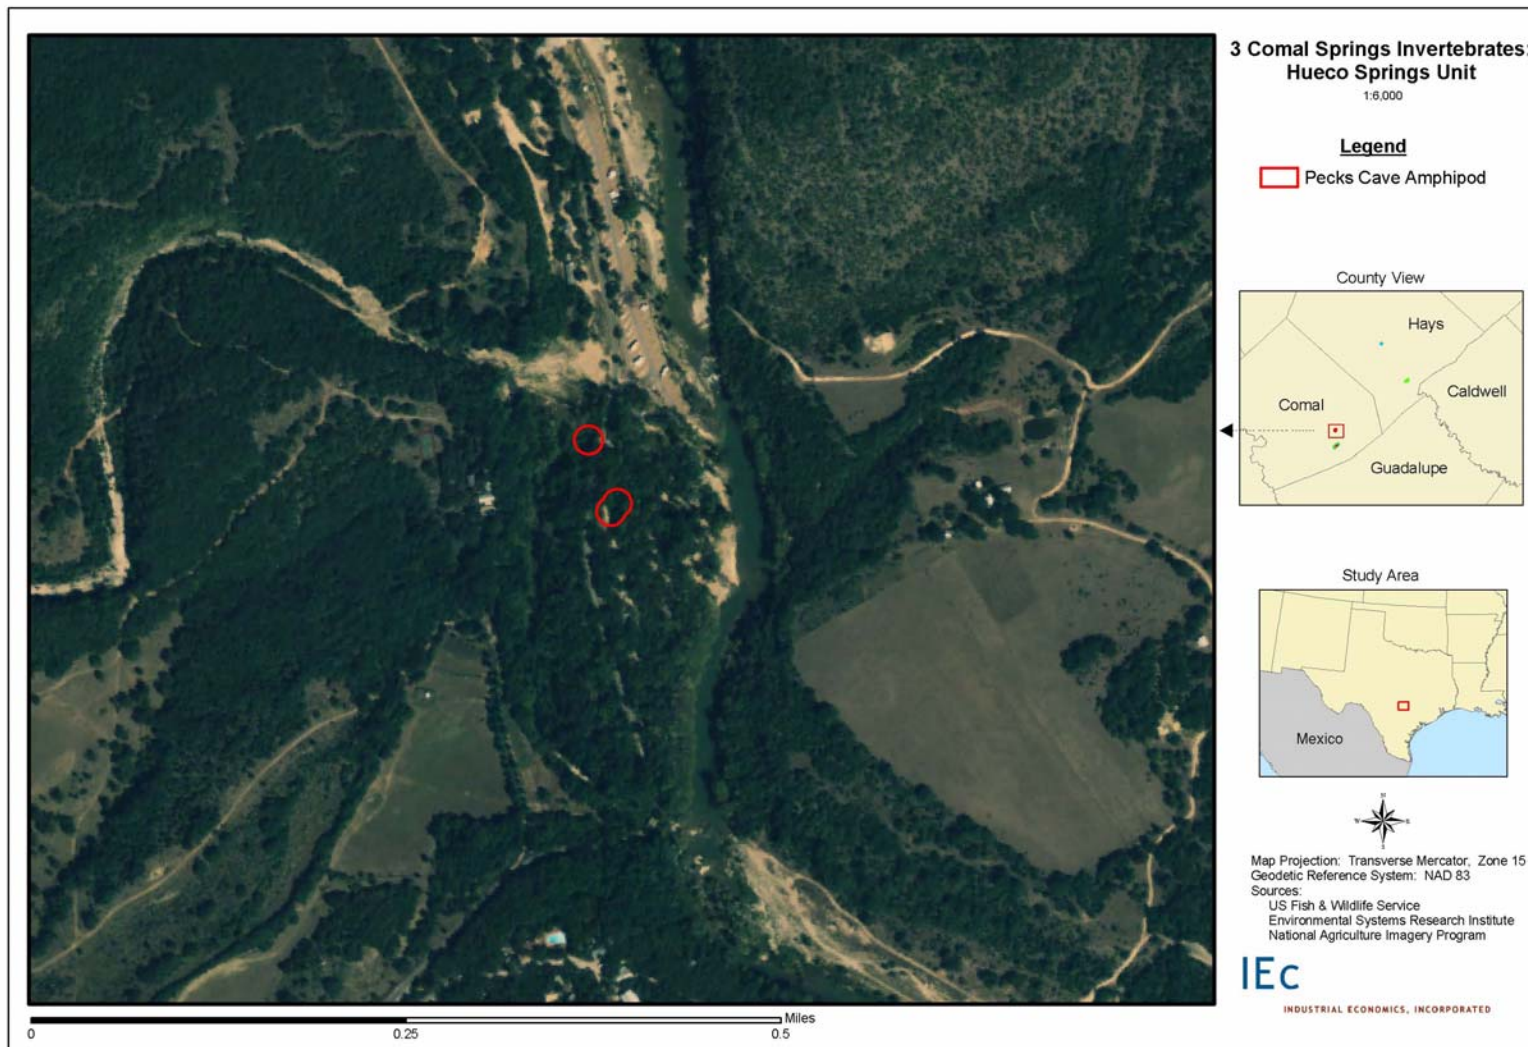 3 Comal Springs Invertebrates:
Hueco Springs Unit
1:6,000
Legend
Pecks Cave Amphipod
County View
Hays
Comal
Caldwell
Guadalupe
Study Area
Mexico
N
W E
S
Map Projection: Transverse Mercator, Zone 15
Geodetic Reference System: NAD 83
Sources:
US Fish & Wildlife Service
Environmental Systems Research Institute
National Agriculture Imagery Program
IEc
INDUSTRIAL ECONOMICS, INCORPORATED
Miles
0 0.25 0.5